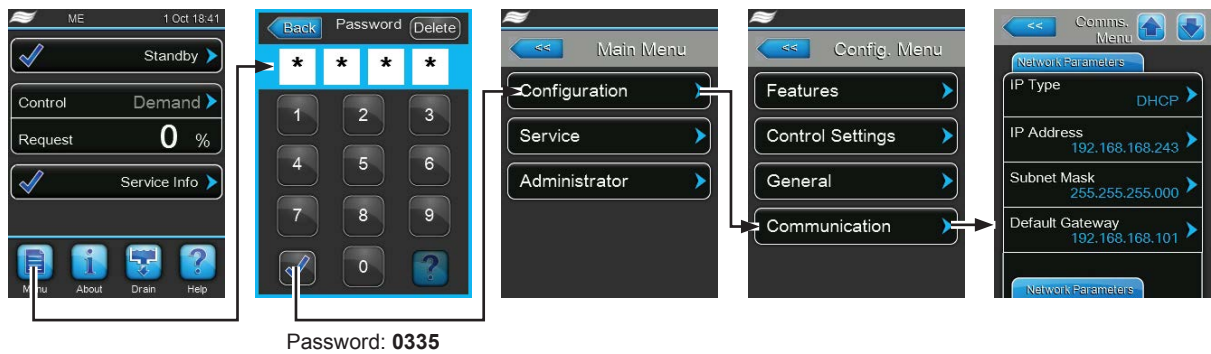 ME 1 Oct 18:41
Standby
Control Demand
Request 0 %
Service Info
Menu About Drain Help
Back Password Delete
* * * *
1 2 3
4 5 6
7 8 9
0 ?
Password: 0335
<< Main Menu
Configuration
Service
Administrator
<< Config. Menu
Features
Control Settings
General
Communication
<< Comms.
Menu
Network Parameters
IP Type
DHCP
IP Address
192.168.168.243
Subnet Mask
255.255.255.000
Default Gateway
192.168.168.101
Network Parameters